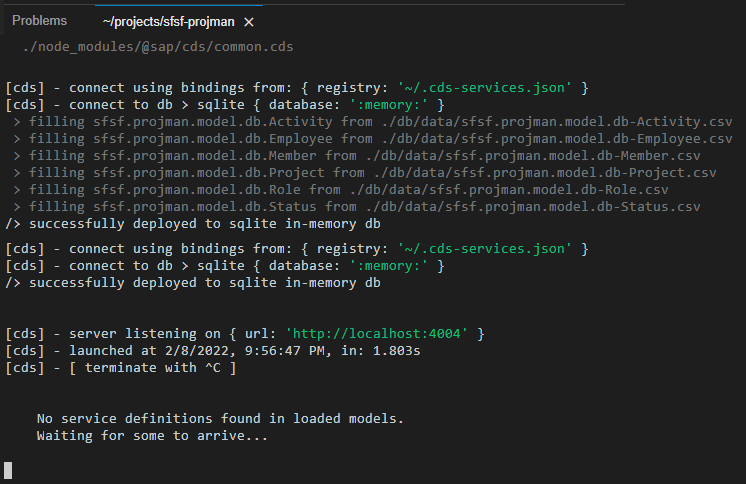 Problems
~/projects/sfsf-projman ×
./node_modules/@sap/cds/common.cds
[cds] - connect using bindings from: { registry: '~/.cds-services.json' }
[cds] - connect to db > sqlite { database: ':memory:' }
> filling sfsf.projman.model.db.Activity from ./db/data/sfsf.projman.model.db-Activity.csv
> filling sfsf.projman.model.db.Employee from ./db/data/sfsf.projman.model.db-Employee.csv
> filling sfsf.projman.model.db.Member from ./db/data/sfsf.projman.model.db-Member.csv
> filling sfsf.projman.model.db.Project from ./db/data/sfsf.projman.model.db-Project.csv
> filling sfsf.projman.model.db.Role from ./db/data/sfsf.projman.model.db-Role.csv
> filling sfsf.projman.model.db.Status from ./db/data/sfsf.projman.model.db-Status.csv
/> successfully deployed to sqlite in-memory db
[cds] - connect using bindings from: { registry: '~/.cds-services.json' }
[cds] - connect to db > sqlite { database: ':memory:' }
/> successfully deployed to sqlite in-memory db
[cds] - server listening on { url: 'http://localhost:4004' }
[cds] - launched at 2/8/2022, 9:56:47 PM, in: 1.803s
[cds] - [ terminate with ^C ]
No service definitions found in loaded models.
Waiting for some to arrive...